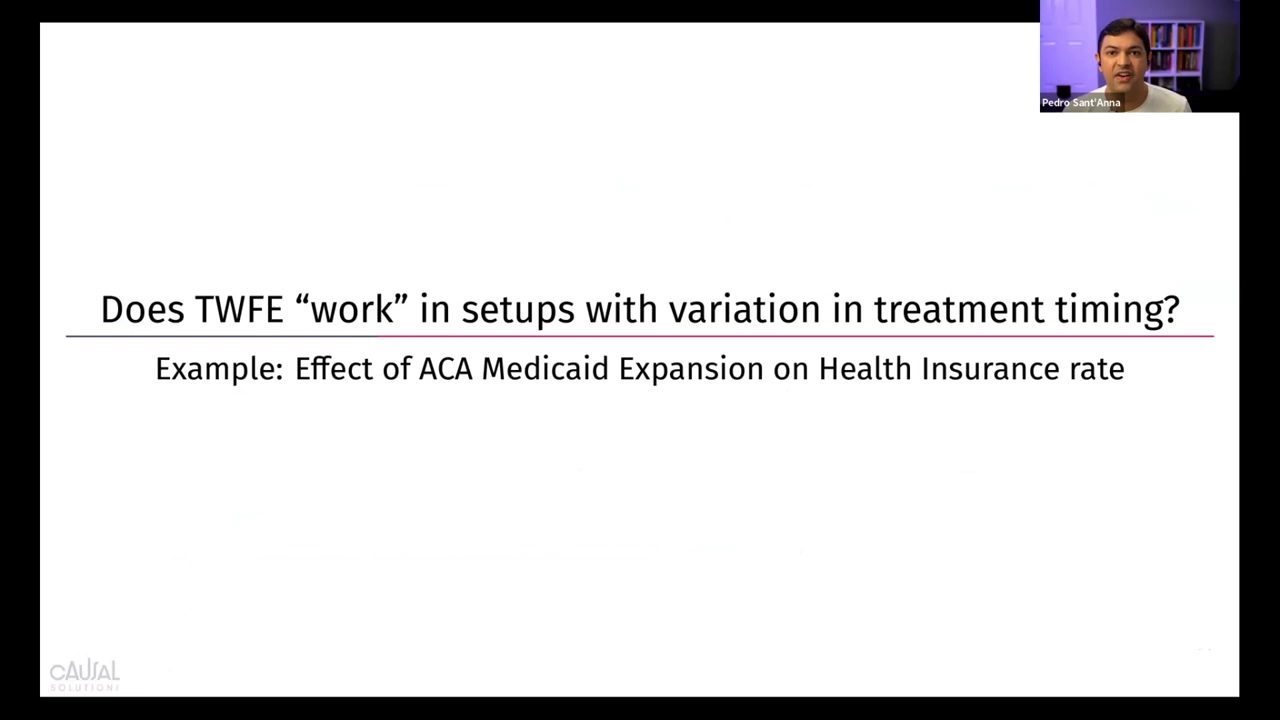 Pedro Sant'Anna
Does TWFE “work” in setups with variation in treatment timing?
Example: Effect of ACA Medicaid Expansion on Health Insurance rate
CAUSAL
SOLUTIONS